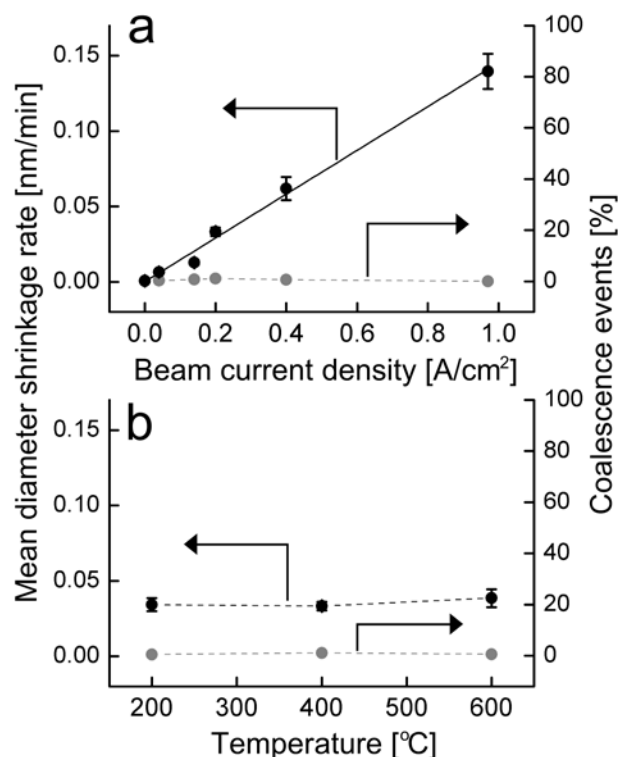 a
Mean diameter shrinkage rate [nm/min]
0.15
0.10
0.05
0.00
100
80
60
40
20
0
Coalescence events [%]
0.0 0.2 0.4 0.6 0.8 1.0
Beam current density [A/cm²]
b
0.15
0.10
0.05
0.00
100
80
60
40
20
0
200 300 400 500 600
Temperature [°C]